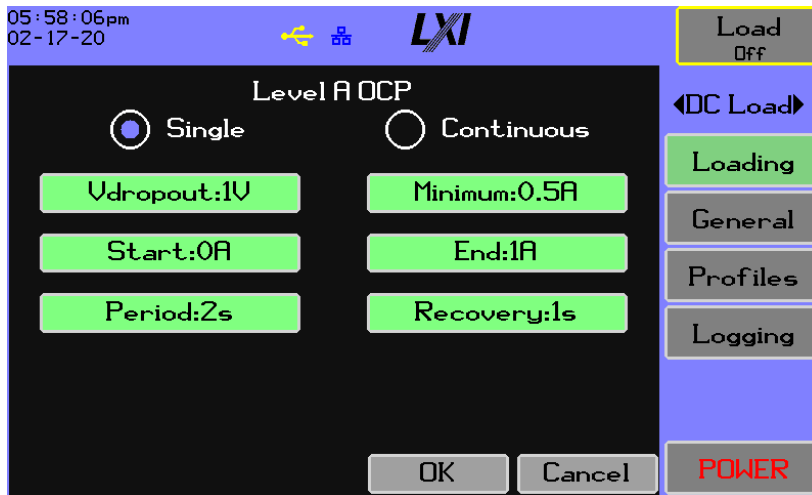 05:58:06pm
02-17-20
LXI
Load
Off
Level A OCP
Single
Continuous
Vdropout:1V
Minimum:0.5A
Start:0A
End:1A
Period:2s
Recovery:1s
OK
Cancel
DC Load
Loading
General
Profiles
Logging
POWER